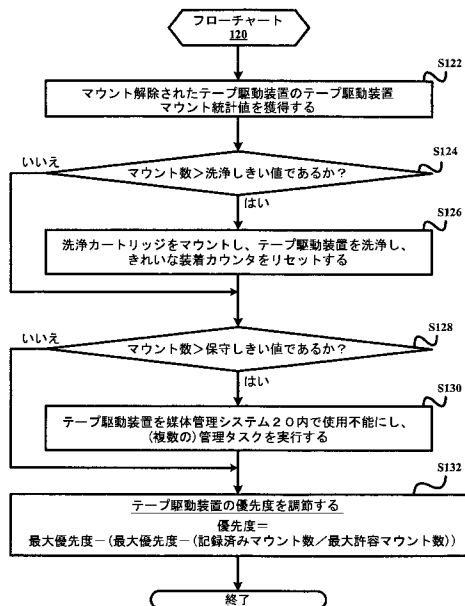 フローチャート
120
S122
マウント解除されたテープ駆動装置のテープ駆動装置
マウント統計値を獲得する
S124
いいえ
マウント数>洗浄しきい値であるか?
はい
S126
洗浄カートリッジをマウントし、テープ駆動装置を洗浄し、
きれいな装着カウンタをリセットする
S128
いいえ
マウント数>保守しきい値であるか?
はい
S130
テープ駆動装置を媒体管理システム20内で使用不能にし、
(複数の)管理タスクを実行する
S132
テープ駆動装置の優先度を調節する
優先度=
最大優先度-(最大優先度-(記録済みマウント数/最大許容マウント数))
終了